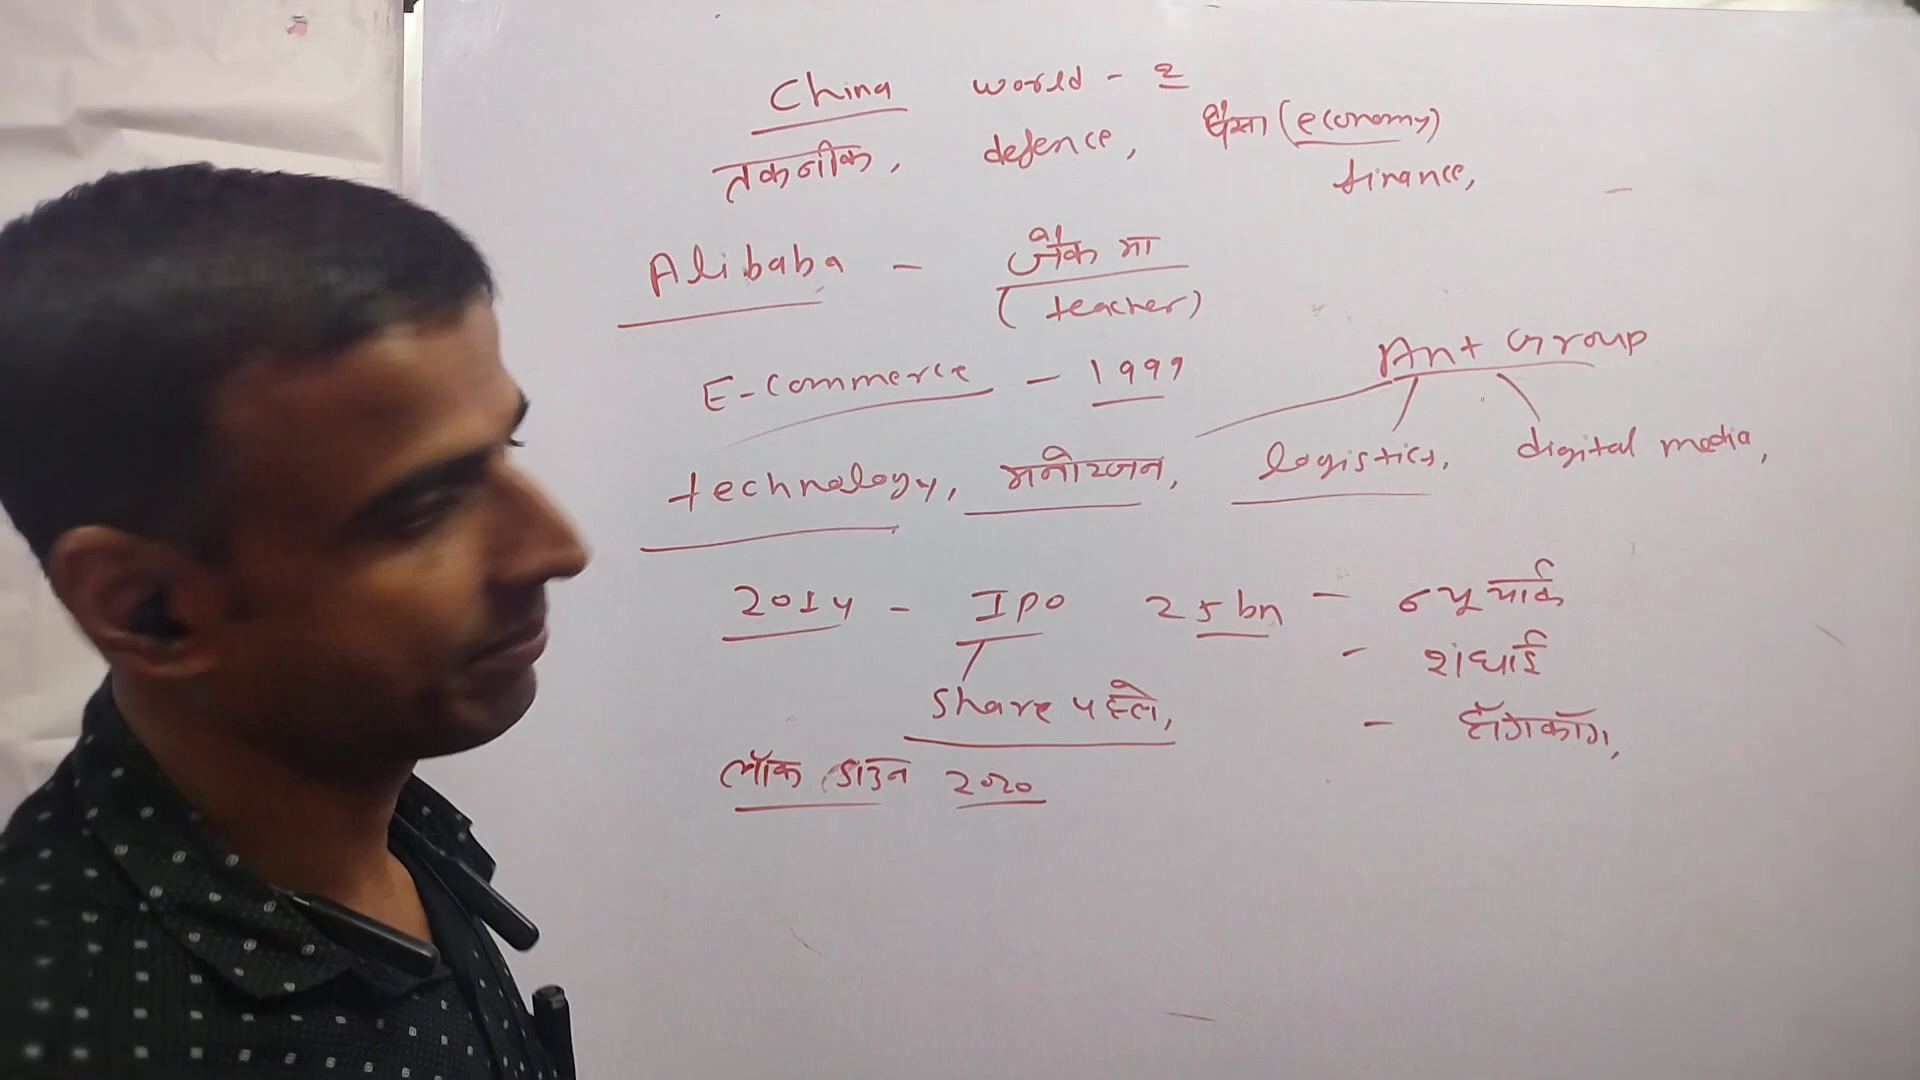 China world - 2
तकनीक, defence, पैसा (economy)
finance,
Alibaba - जैक मा
(teacher)
Ant Group
E-Commerce - 1999
technology, मनोरंजन, logistics, digital media,
2014 - IPO 25 bn - न्यूयार्क
- शंघाई
share पहले,
- हॉगकॉग,
लॉक डाउन 2020